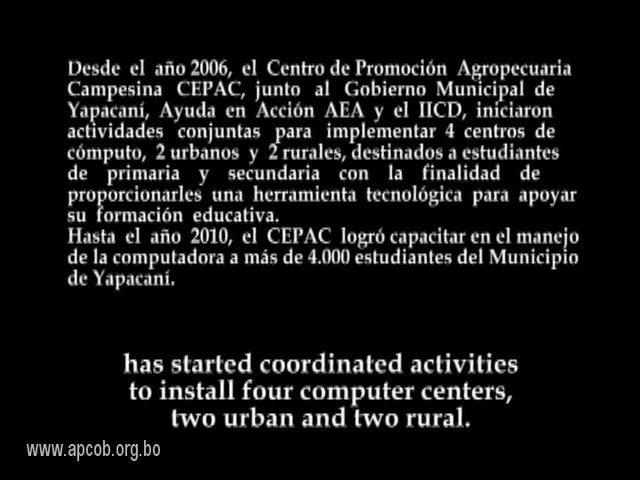 Desde el año 2006, el Centro de Promoción Agropecuaria
Campesina CEPAC, junto al Gobierno Municipal de
Yapacaní, Ayuda en Acción AEA y el IICD, iniciaron
actividades conjuntas para implementar 4 centros de
cómputo, 2 urbanos y 2 rurales, destinados a estudiantes
de primaria y secundaria con la finalidad de
proporcionarles una herramienta tecnológica para apoyar
su formación educativa.
Hasta el año 2010, el CEPAC logró capacitar en el manejo
de la computadora a más de 4.000 estudiantes del Municipio
de Yapacaní.
has started coordinated activities
to install four computer centers,
two urban and two rural.
www.apcob.org.bo